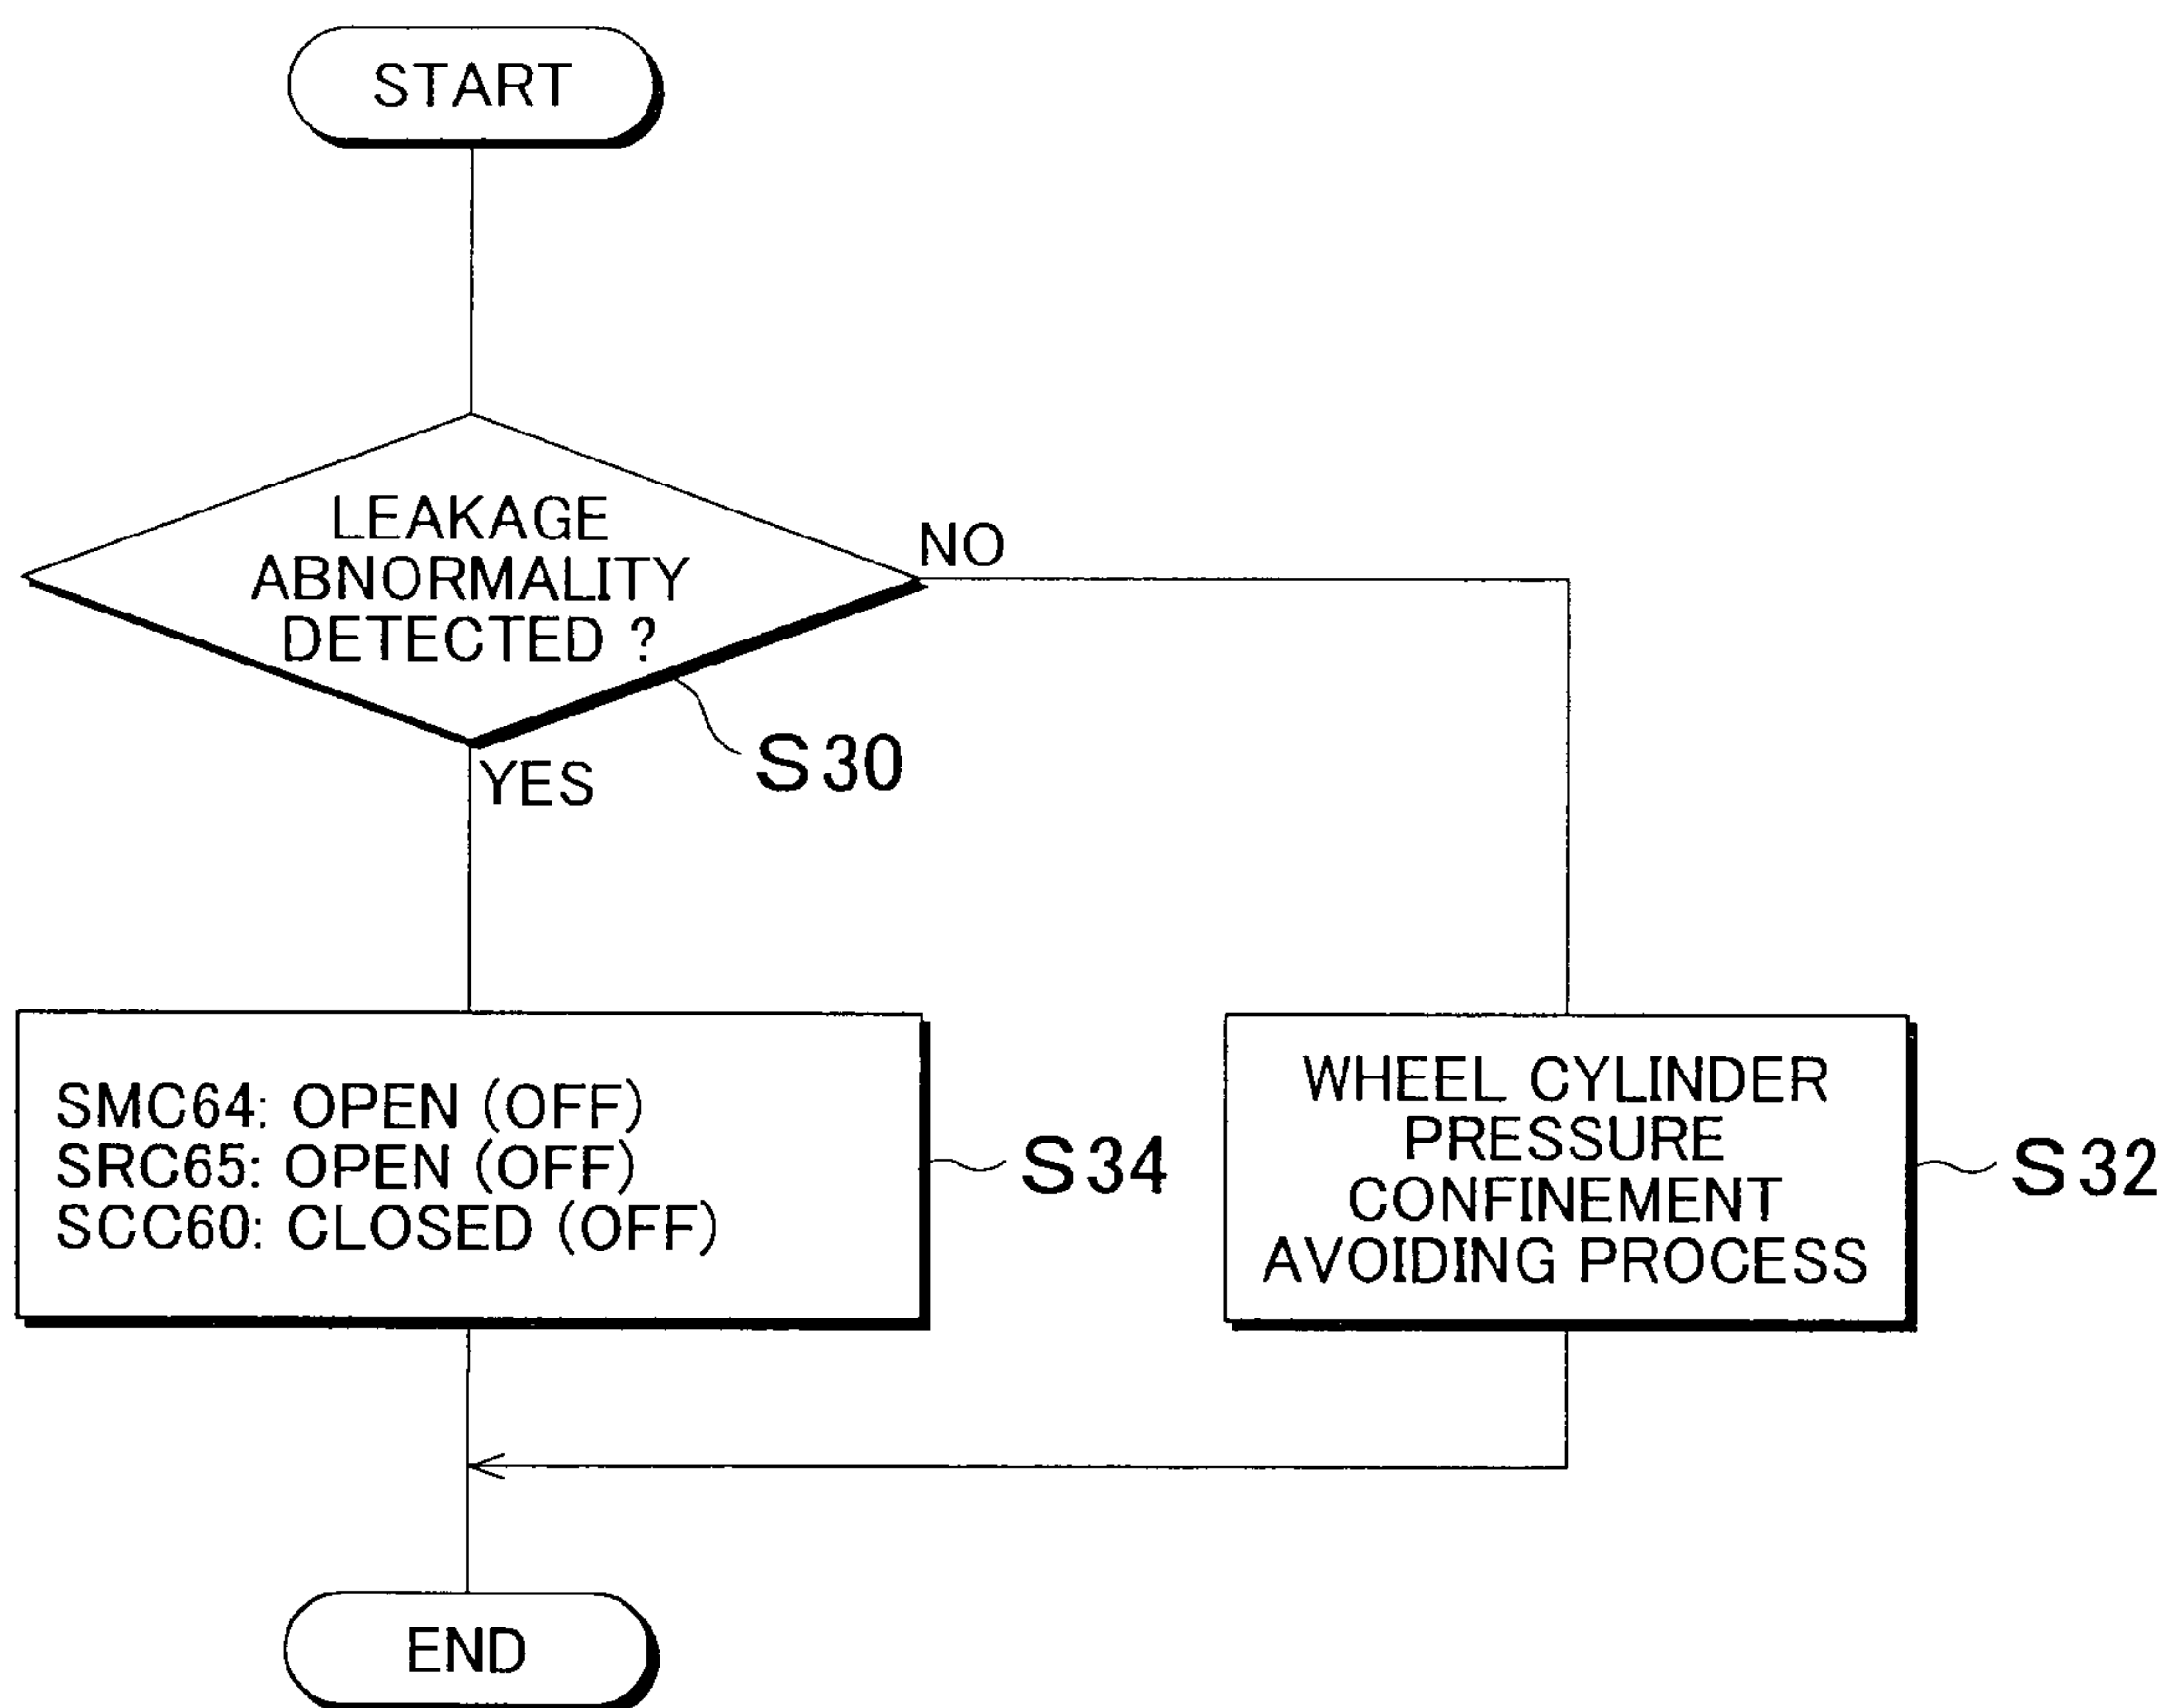 START
LEAKAGE
ABNORMALITY
DETECTED ?
NO
S30
YES
SMC64: OPEN (OFF)
SRC65: OPEN (OFF)
SCC60: CLOSED (OFF)
S34
WHEEL CYLINDER
PRESSURE
CONFINEMENT
AVOIDING PROCESS
S32
END